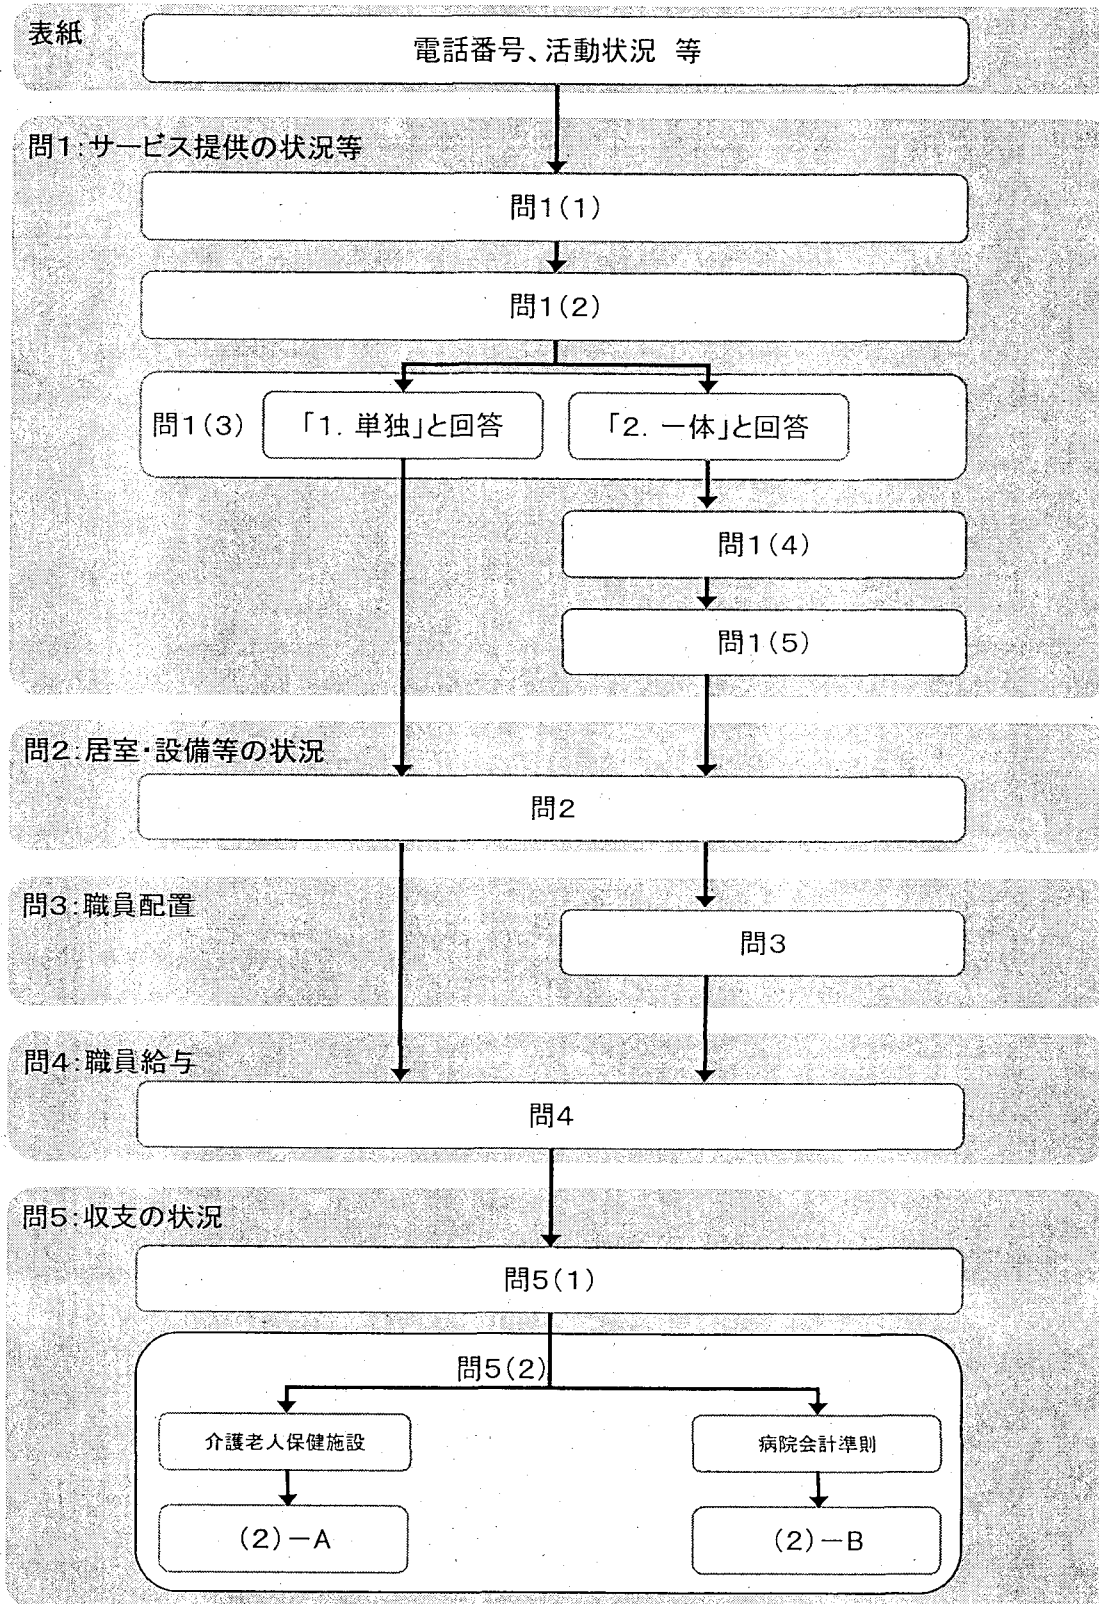 表紙
電話番号、活動状況 等
問1:サービス提供の状況等
問1(1)
問1(2)
問1(3)
「1. 単独」と回答
「2. 一体」と回答
問1(4)
問1(5)
問2:居室・設備等の状況
問2
問3:職員配置
問3
問4:職員給与
問4
問5:収支の状況
問5(1)
問5(2)
介護老人保健施設
病院会計準則
(2)-A
(2)-B